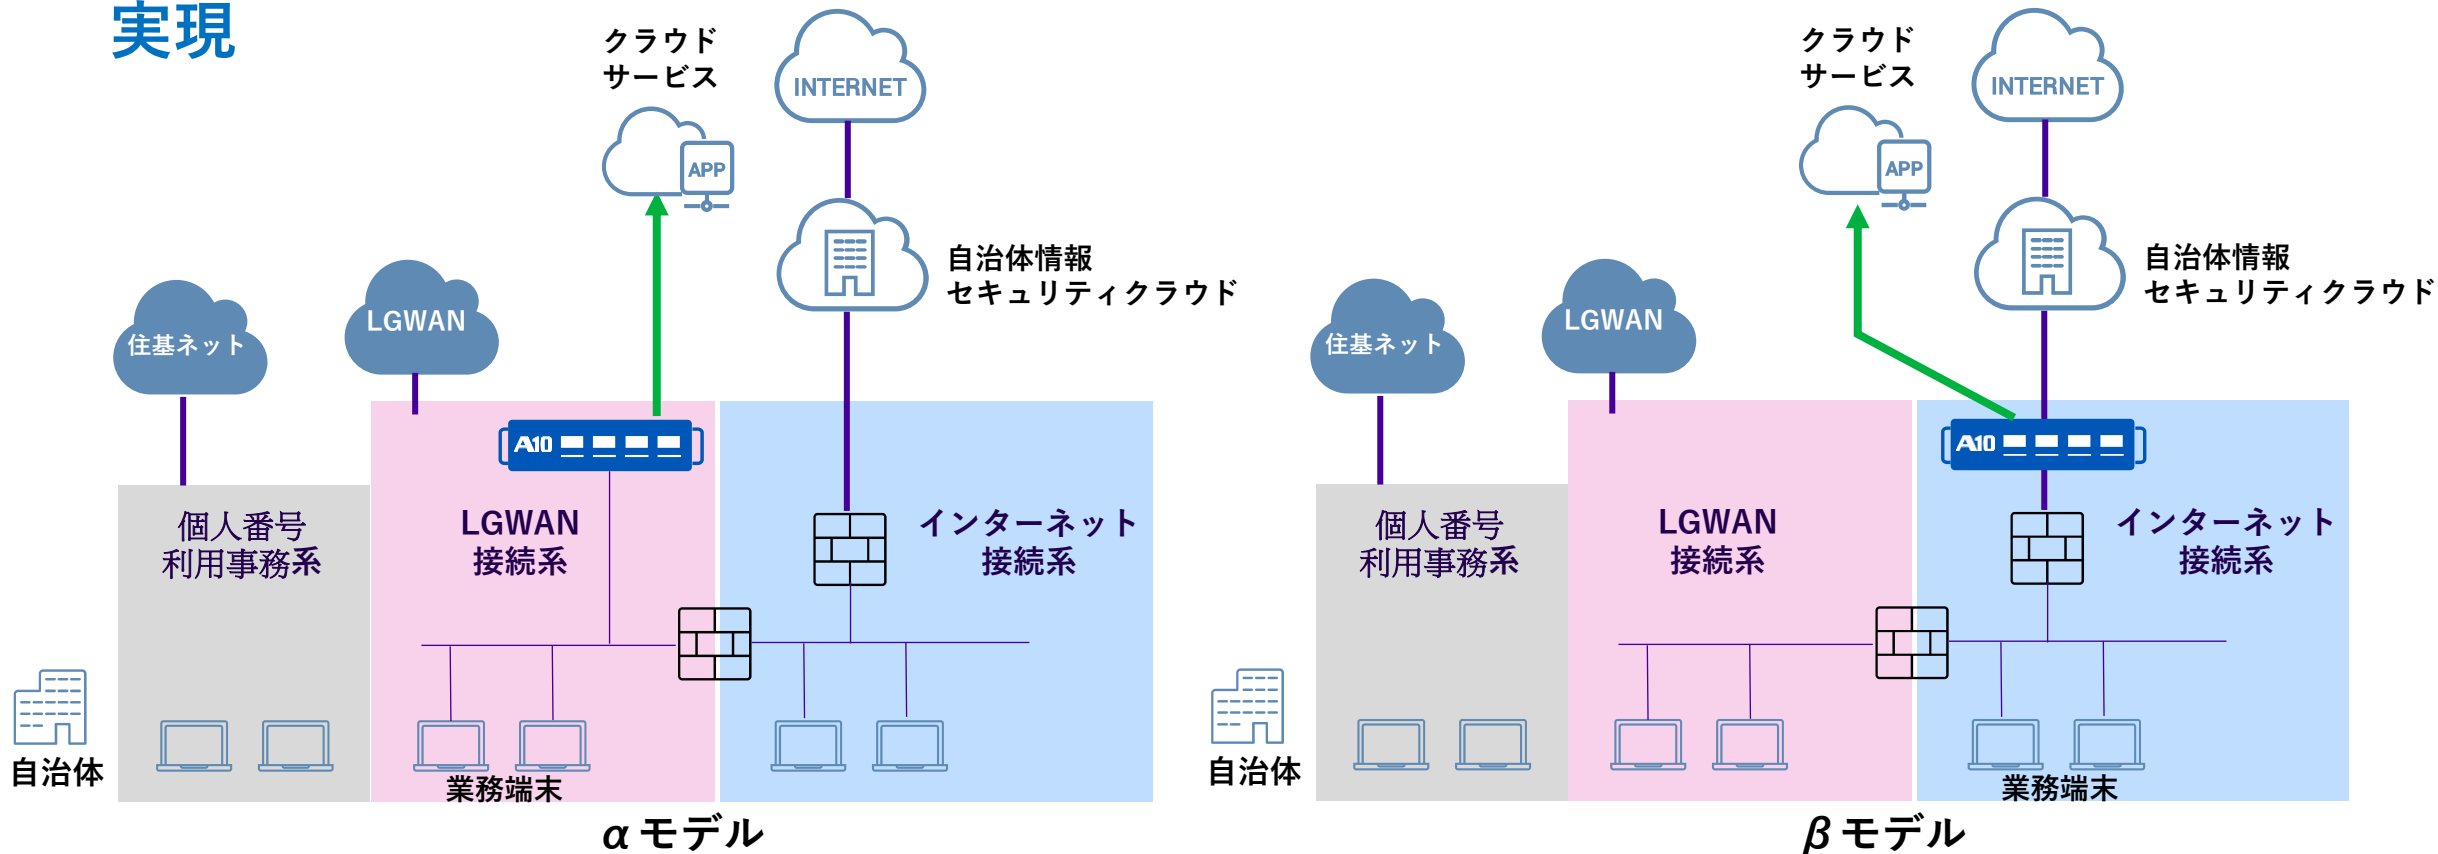 実現
クラウド
サービス
INTERNET
APP
自治体情報
セキュリティクラウド
LGWAN
住基ネット
A10
個人番号
利用事務系
LGWAN
接続系
インターネット
接続系
自治体
業務端末
αモデル
クラウド
サービス
INTERNET
APP
自治体情報
セキュリティクラウド
LGWAN
住基ネット
A10
個人番号
利用事務系
LGWAN
接続系
インターネット
接続系
自治体
業務端末
βモデル